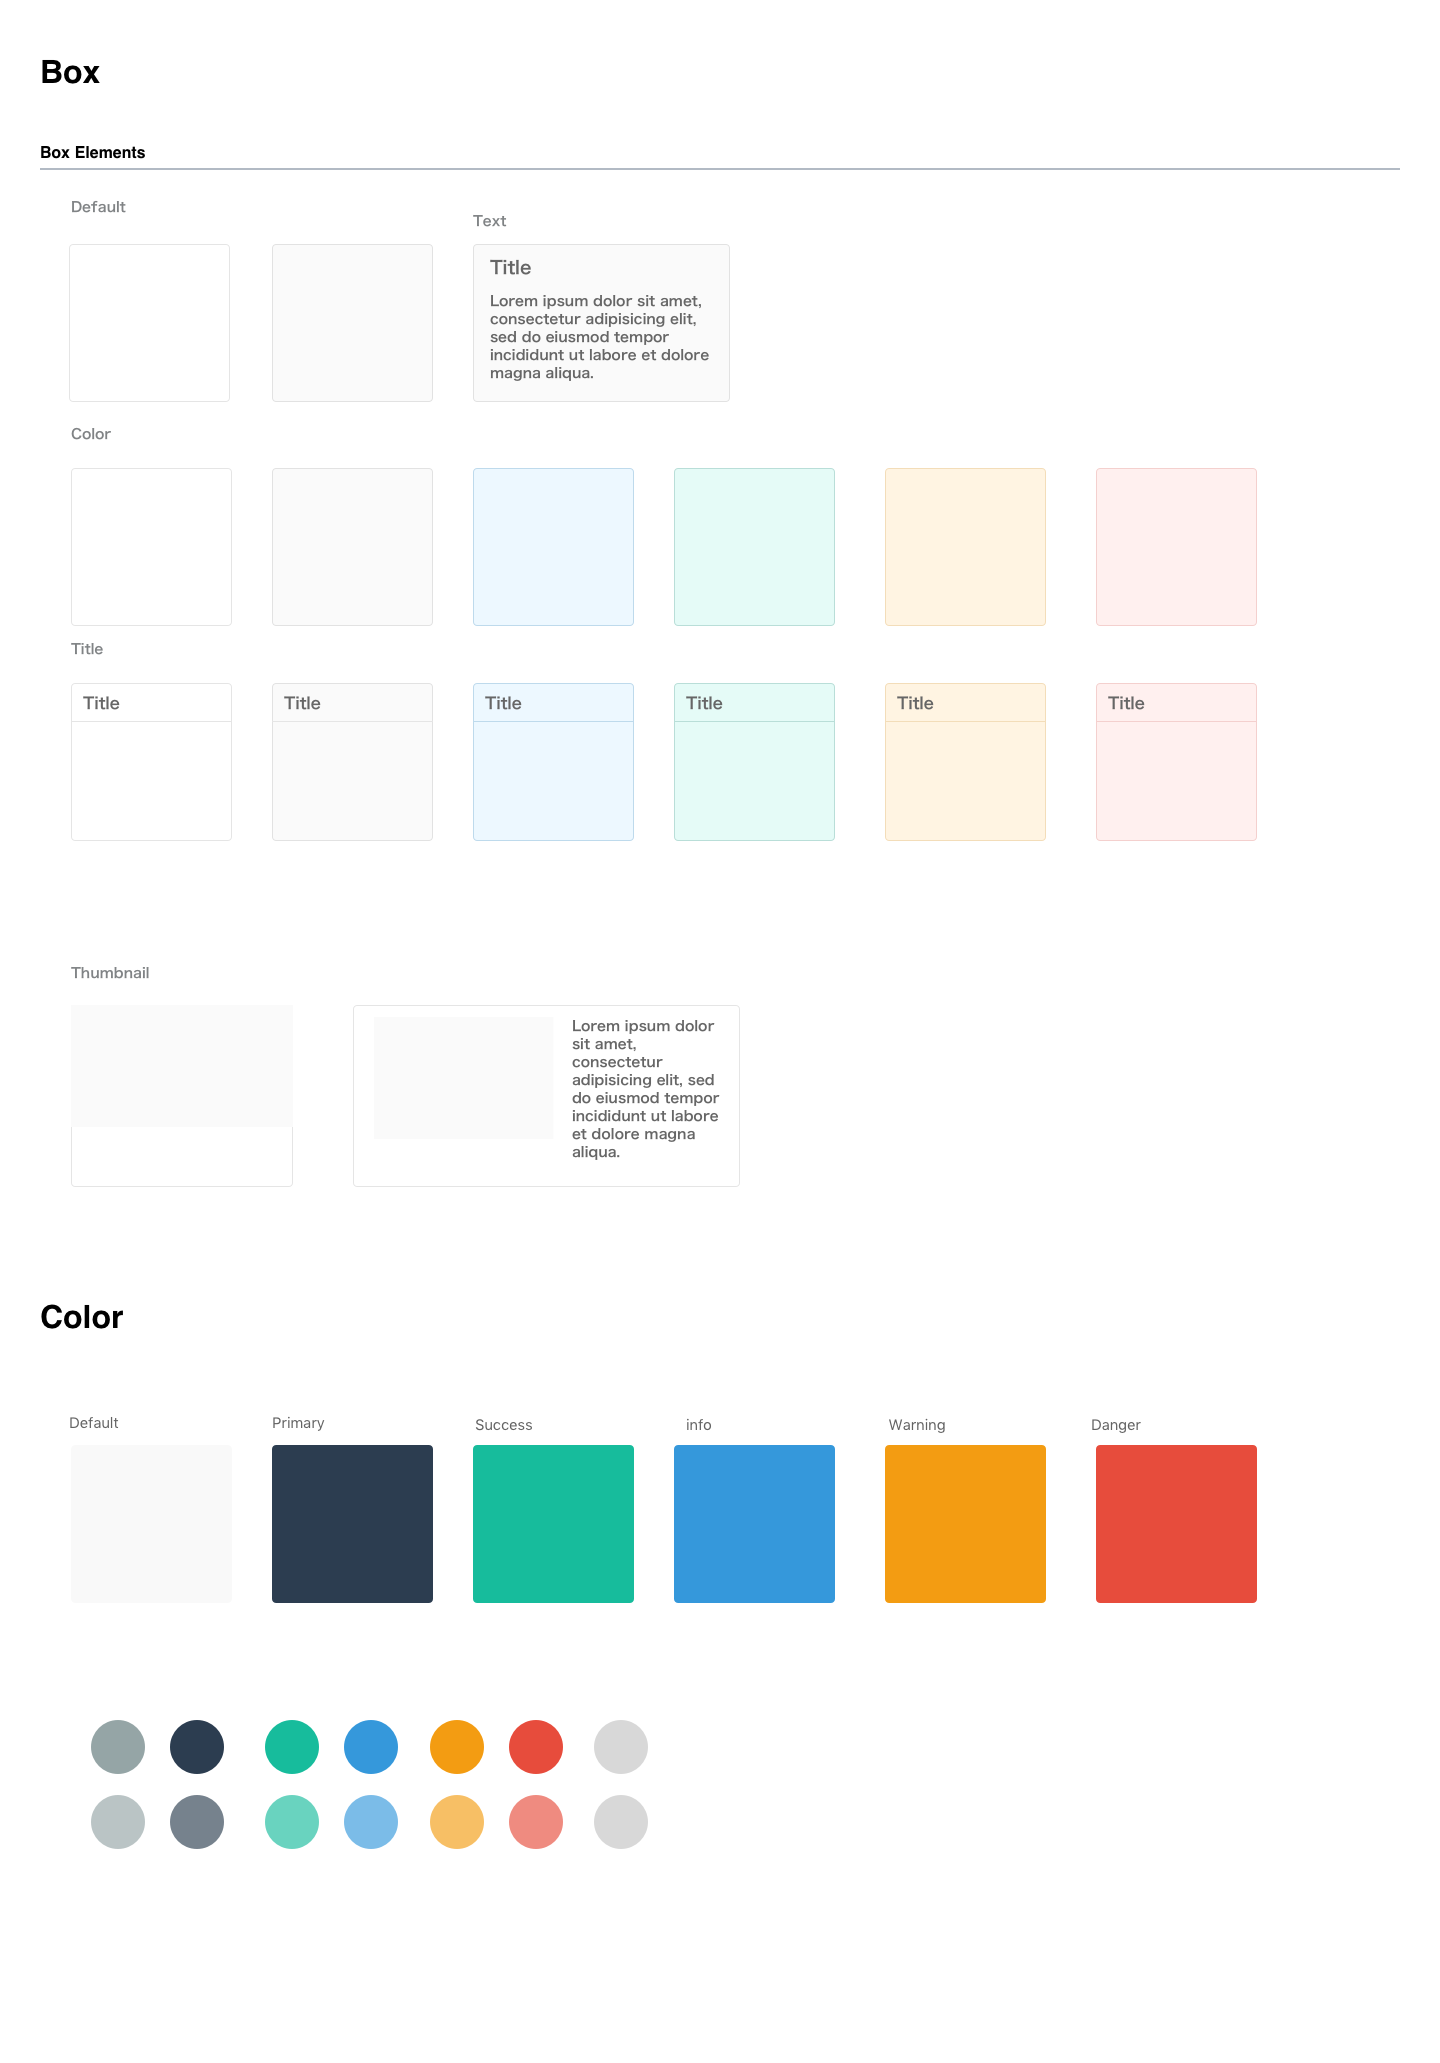 Box
Box Elements
Default
Text
Title
Lorem ipsum dolor sit amet,
consectetur adipisicing elit,
sed do eiusmod tempor
incididunt ut labore et dolore
magna aliqua.
Color
Title
Title
Title
Title
Title
Title
Title
Thumbnail
Lorem ipsum dolor
sit amet,
consectetur
adipisicing elit, sed
do eiusmod tempor
incididunt ut labore
et dolore magna
aliqua.
Color
Default
Primary
Success
info
Warning
Danger